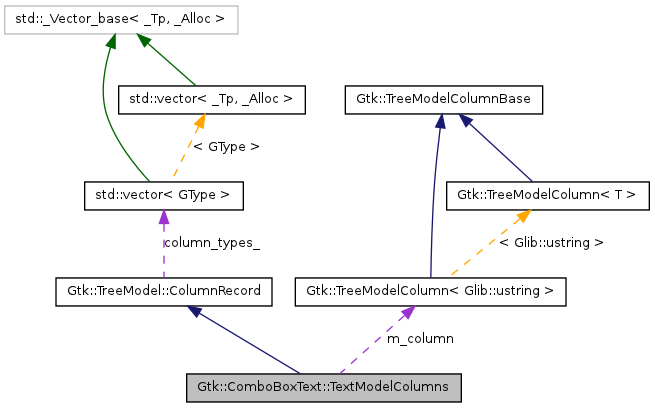 std::_Vector_base< _Tp, _Alloc >
std::vector< _Tp, _Alloc >
Gtk::TreeModelColumnBase
< GType >
std::vector< GType >
Gtk::TreeModelColumn< T >
column_types_
< Glib::ustring >
Gtk::TreeModel::ColumnRecord
Gtk::TreeModelColumn< Glib::ustring >
m_column
Gtk::ComboBoxText::TextModelColumns